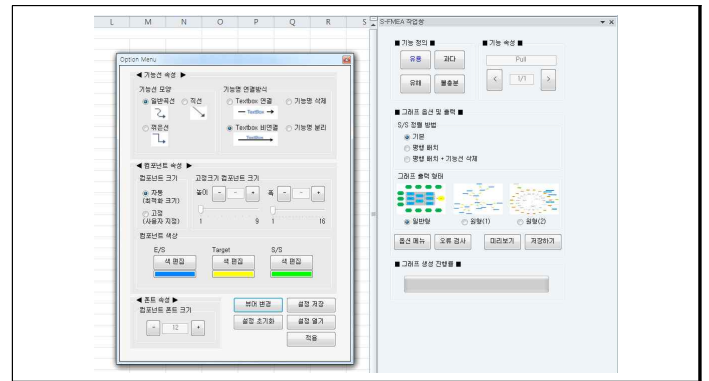 L M N O P Q R S
Option Menu
◀ 기능선 속성 ▶
기능선 모양
일반곡선 직선
꺾은선
기능명 연결방식
Textbox 연결 기능명 삭제
TextBox
Textbox 비연결 기능명 분리
TextBox
◀ 컴포넌트 속성 ▶
컴포넌트 크기
자동
(최적화 크기)
고정
(사용자 지정)
고정크기 컴포넌트 크기
높이 - - + 폭 - - +
1 9 1 16
컴포넌트 색상
E/S Target S/S
색 편집 색 편집 색 편집
◀ 폰트 속성 ▶
컴포넌트 폰트 크기
- 12 +
뷰어 변경 설정 저장
설정 초기화 설정 열기
적용
S-FMEA 작업창
■ 기능 정의 ■
유용 과다
유해 불충분
■ 기능 속성 ■
Pull
< 1/1 >
■ 그래프 옵션 및 출력 ■
S/S 정렬 방법
기본
평행 배치
평행 배치 + 기능선 삭제
그래프 출력 형태
일반형 원형(1) 원형(2)
옵션 메뉴 오류 검사 미리보기 저장하기
■ 그래프 생성 진행률 ■